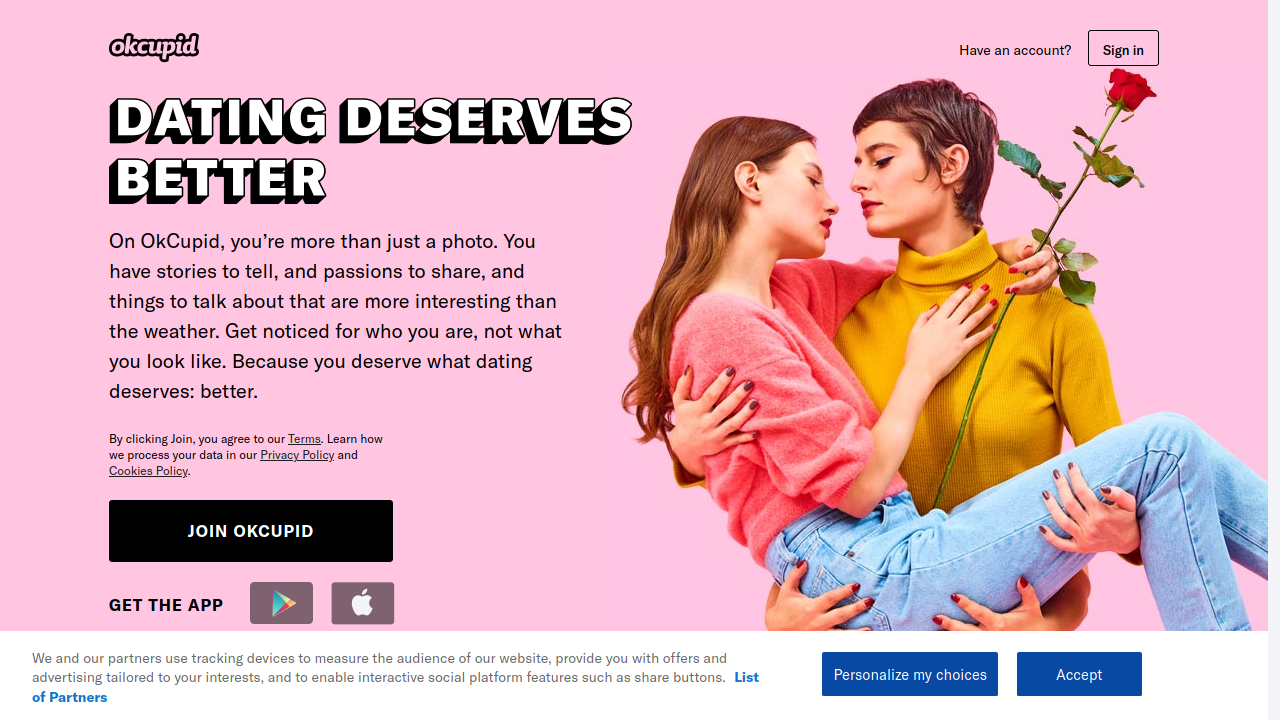 okcupid
Have an account?
Sign in
DATING DESERVES
BETTER
On OkCupid, you’re more than just a photo. You
have stories to tell, and passions to share, and
things to talk about that are more interesting than
the weather. Get noticed for who you are, not what
you look like. Because you deserve what dating
deserves: better.
By clicking Join, you agree to our Terms. Learn how
we process your data in our Privacy Policy and
Cookies Policy.
JOIN OKCUPID
GET THE APP
We and our partners use tracking devices to measure the audience of our website, provide you with offers and
advertising tailored to your interests, and to enable interactive social platform features such as share buttons. List
of Partners
Personalize my choices
Accept